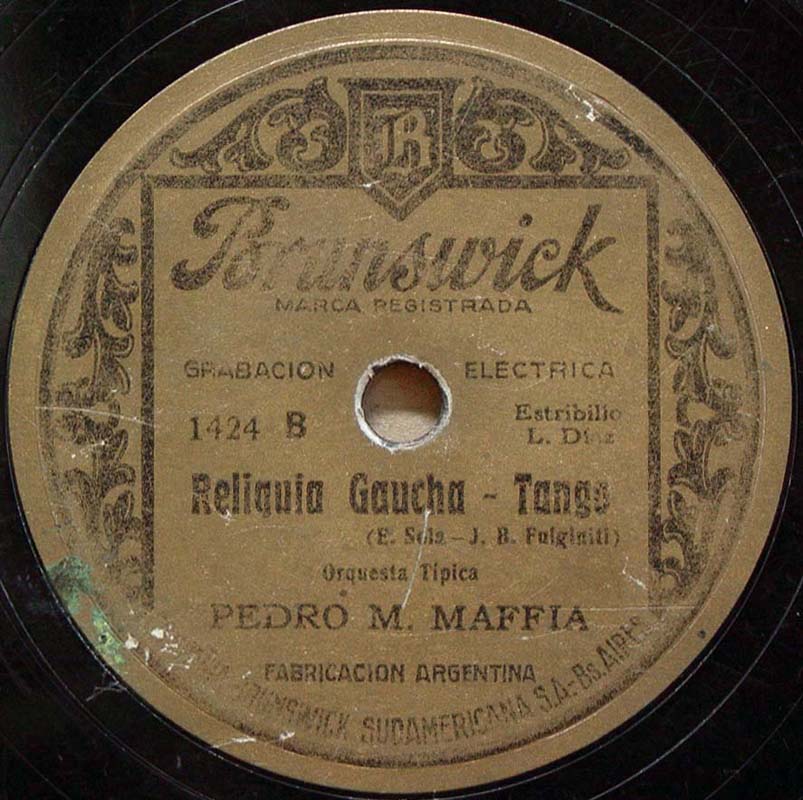 B
Brunswick
MARCA REGISTRADA
GRABACION ELECTRICA
1424 B
Estribillo
L. Diaz
Reliquia Gaucha - Tango
(E. Sola - J. B. Fulginiti)
Orquesta Tipica
PEDRO M. MAFFIA
FABRICACION ARGENTINA
BRUNSWICK SUDAMERICANA S.A.-Bs.AIRES